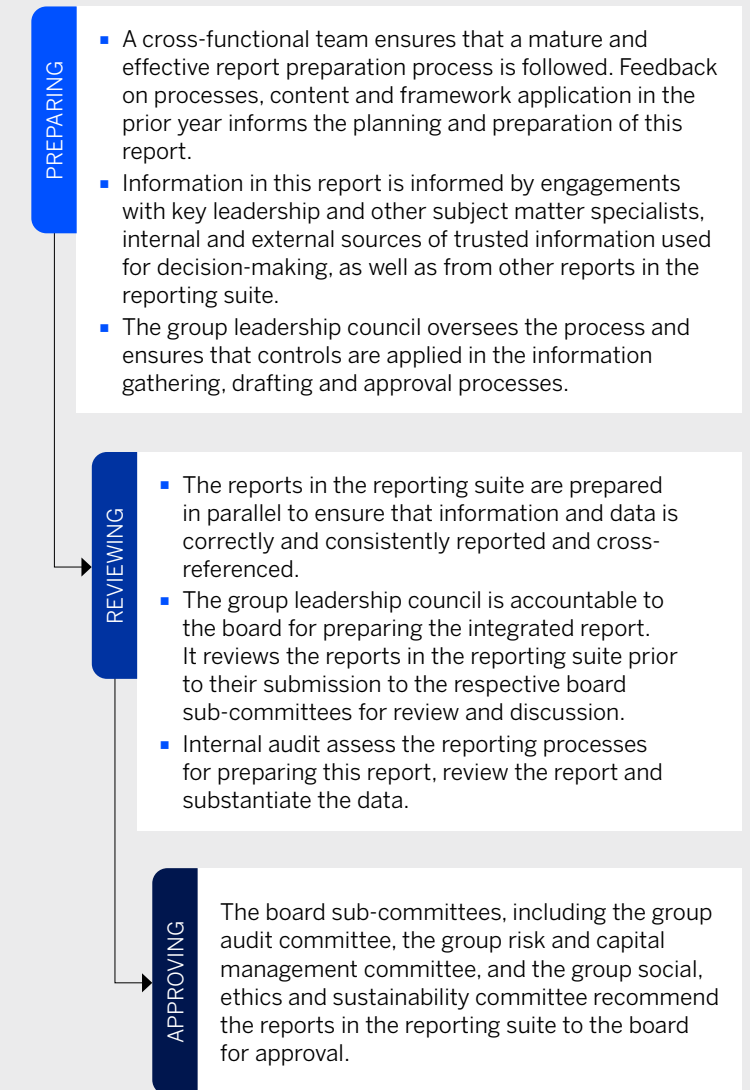 PREPARING
▪ A cross-functional team ensures that a mature and
effective report preparation process is followed. Feedback
on processes, content and framework application in the
prior year informs the planning and preparation of this
report.
▪ Information in this report is informed by engagements
with key leadership and other subject matter specialists,
internal and external sources of trusted information used
for decision-making, as well as from other reports in the
reporting suite.
▪ The group leadership council oversees the process and
ensures that controls are applied in the information
gathering, drafting and approval processes.
REVIEWING
▪ The reports in the reporting suite are prepared
in parallel to ensure that information and data is
correctly and consistently reported and cross-
referenced.
▪ The group leadership council is accountable to
the board for preparing the integrated report.
It reviews the reports in the reporting suite prior
to their submission to the respective board
sub-committees for review and discussion.
▪ Internal audit assess the reporting processes
for preparing this report, review the report and
substantiate the data.
APPROVING
The board sub-committees, including the group
audit committee, the group risk and capital
management committee, and the group social,
ethics and sustainability committee recommend
the reports in the reporting suite to the board
for approval.